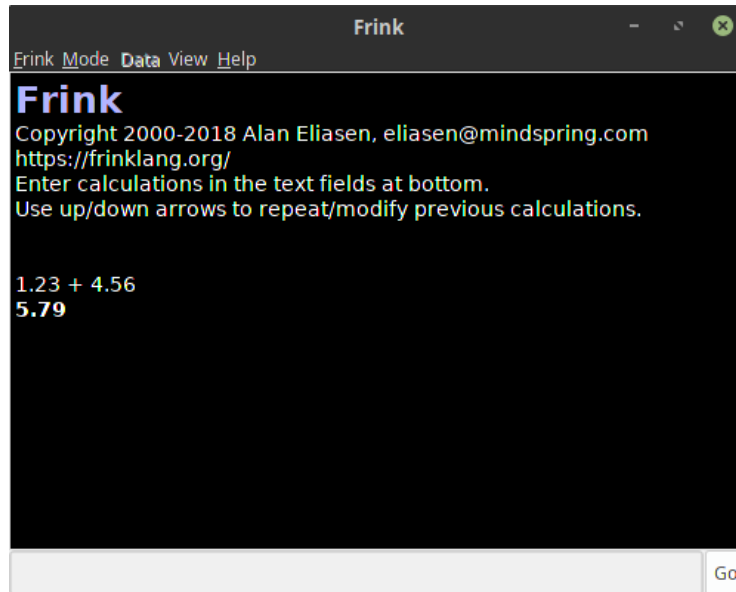 Frink
Frink Mode Data View Help
Frink
Copyright 2000-2018 Alan Eliasen, eliasen@mindspring.com
https://frinklang.org/
Enter calculations in the text fields at bottom.
Use up/down arrows to repeat/modify previous calculations.
1.23 + 4.56
5.79
Go